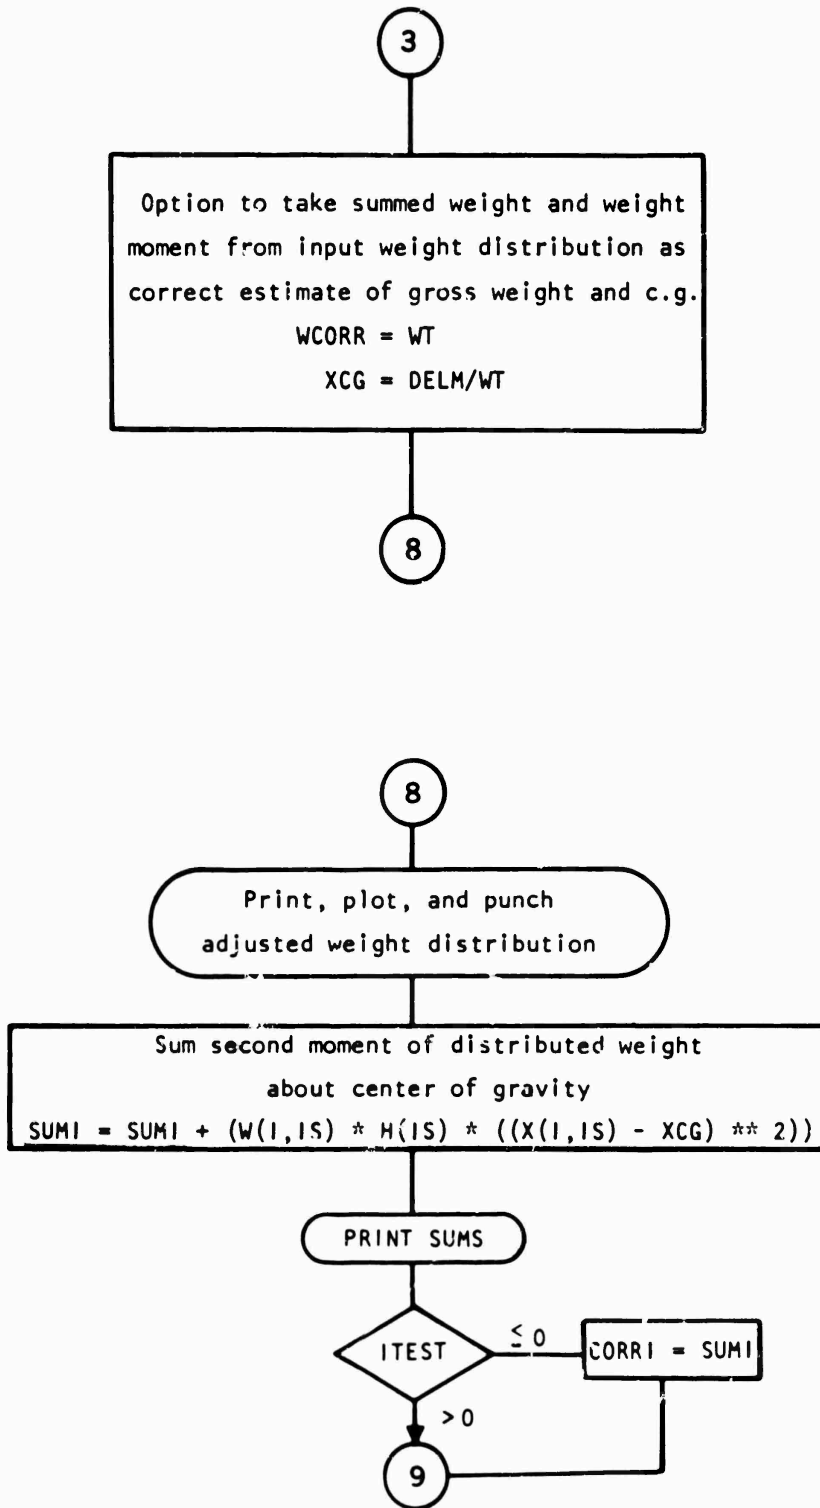 3
Option to take summed weight and weight
moment from input weight distribution as
correct estimate of gross weight and c.g.
WCORR = WT
XCG = DELM/WT
8
8
Print, plot, and punch
adjusted weight distribution
Sum second moment of distributed weight
about center of gravity
SUMI = SUMI + (W(I,IS) * H(IS) * ((X(I,IS) - XCG) ** 2))
PRINT SUMS
ITEST
≤ 0
CORRI = SUMI
>0
9